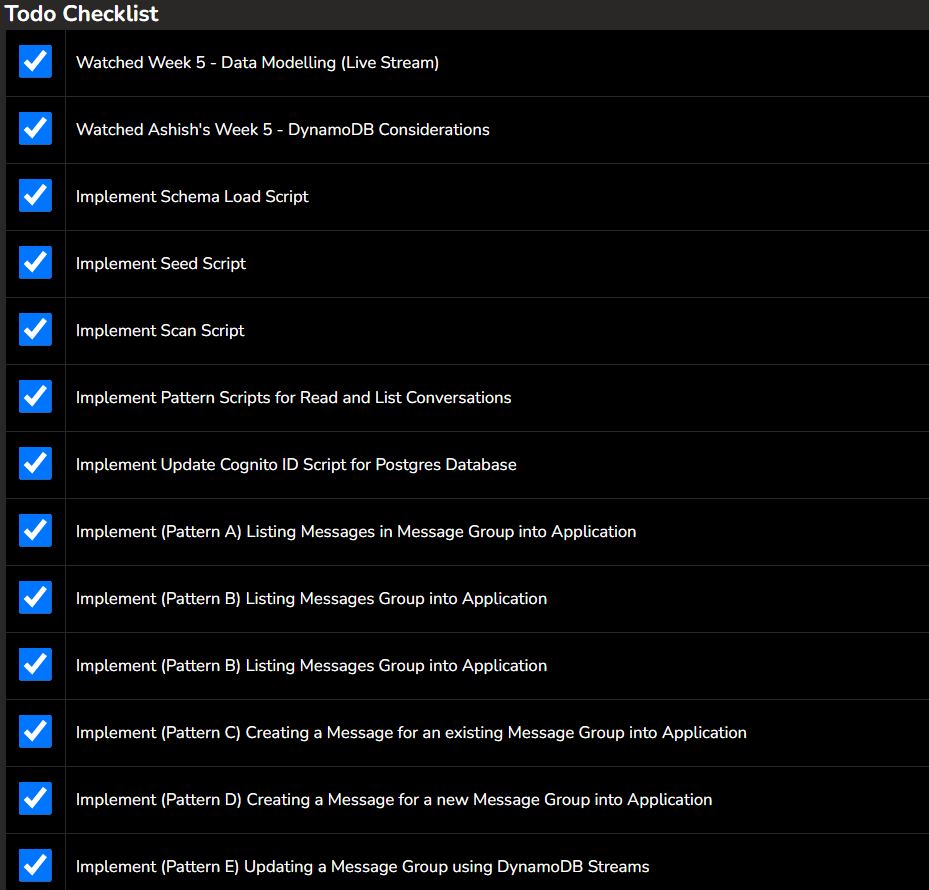 Todo Checklist
Watched Week 5 - Data Modelling (Live Stream)
Watched Ashish's Week 5 - DynamoDB Considerations
Implement Schema Load Script
Implement Seed Script
Implement Scan Script
Implement Pattern Scripts for Read and List Conversations
Implement Update Cognito ID Script for Postgres Database
Implement (Pattern A) Listing Messages in Message Group into Application
Implement (Pattern B) Listing Messages Group into Application
Implement (Pattern B) Listing Messages Group into Application
Implement (Pattern C) Creating a Message for an existing Message Group into Application
Implement (Pattern D) Creating a Message for a new Message Group into Application
Implement (Pattern E) Updating a Message Group using DynamoDB Streams